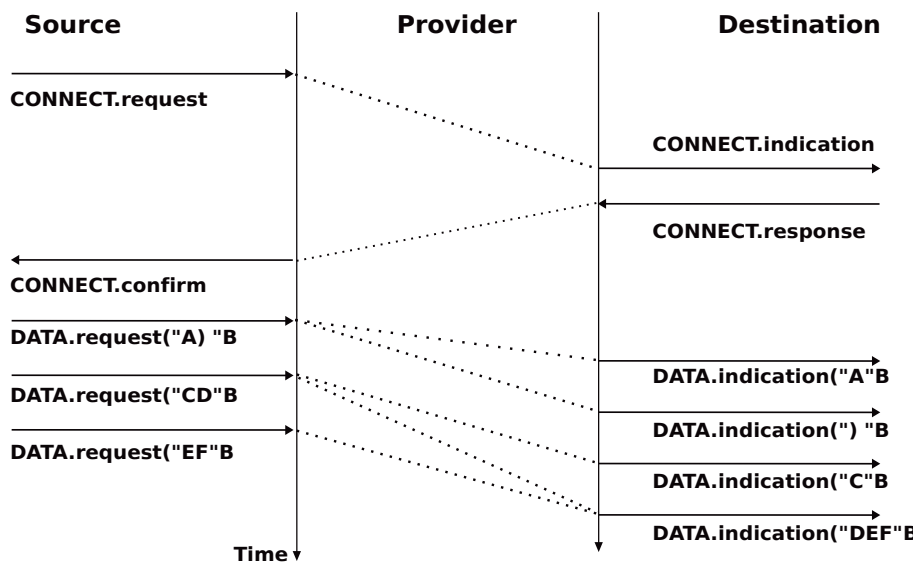 Source
Provider
Destination
CONNECT.request
CONNECT.indication
CONNECT.response
CONNECT.confirm
DATA.request("A) "B
DATA.indication("A"B
DATA.request("CD"B
DATA.indication(") "B
DATA.request("EF"B
DATA.indication("C"B
DATA.indication("DEF"B
Time